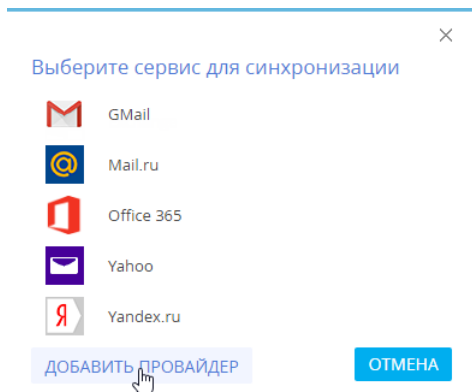 Выберите сервис для синхронизации
GMail
Mail.ru
Office 365
Yahoo
Yandex.ru
ДОБАВИТЬ ПРОВАЙДЕР
ОТМЕНА